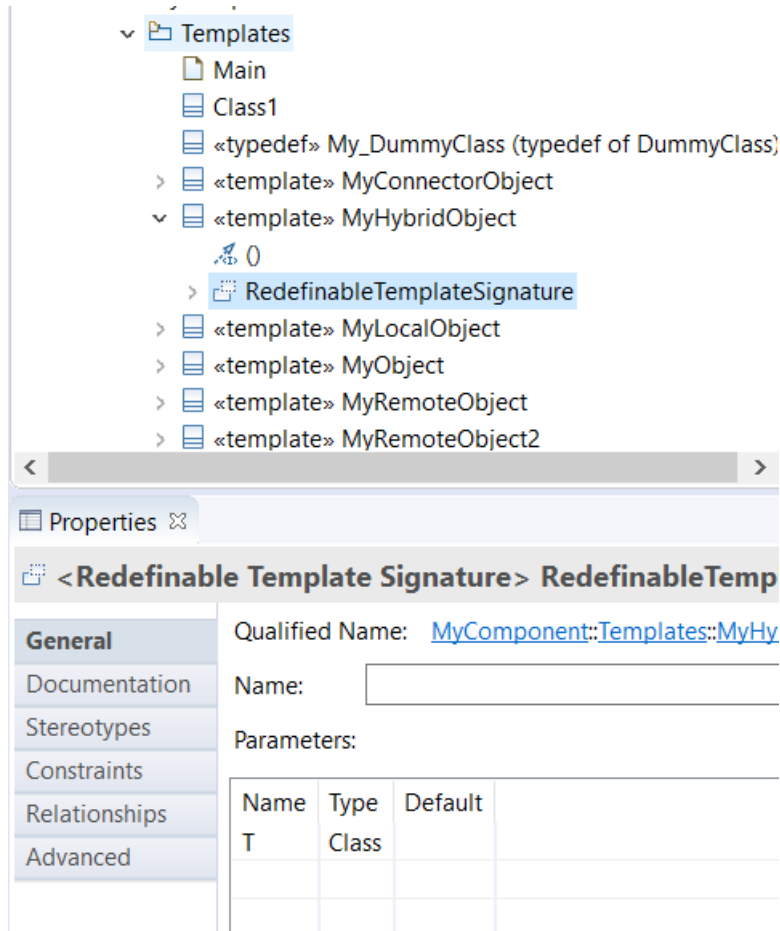 Templates
Main
Class1
«typedef» My_DummyClass (typedef of DummyClass)
«template» MyConnectorObject
«template» MyHybridObject
()
RedefinableTemplateSignature
«template» MyLocalObject
«template» MyObject
«template» MyRemoteObject
«template» MyRemoteObject2
Properties
<Redefinable Template Signature> RedefinableTemp
General
Qualified Name: MyComponent::Templates::MyHy
Documentation
Name:
Stereotypes
Parameters:
Constraints
Relationships
Name Type Default
Advanced
T Class